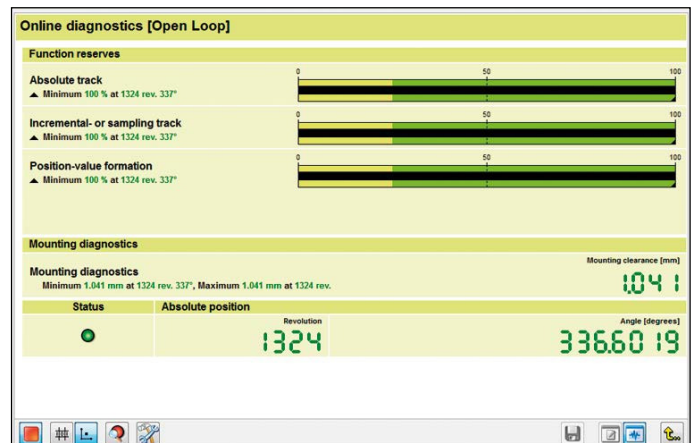 Online diagnostics [Open Loop]
Function reserves
Absolute track
Minimum 100 % at 1324 rev. 337°
0 50 100
Incremental- or sampling track
Minimum 100 % at 1324 rev. 337°
0 50 100
Position-value formation
Minimum 100 % at 1324 rev. 337°
0 50 100
Mounting diagnostics
Mounting diagnostics
Minimum 1.041 mm at 1324 rev. 337°, Maximum 1.041 mm at 1324 rev.
Mounting clearance [mm]
1.041
Status Absolute position
Revolution
1324
Angle [degrees]
336.6019